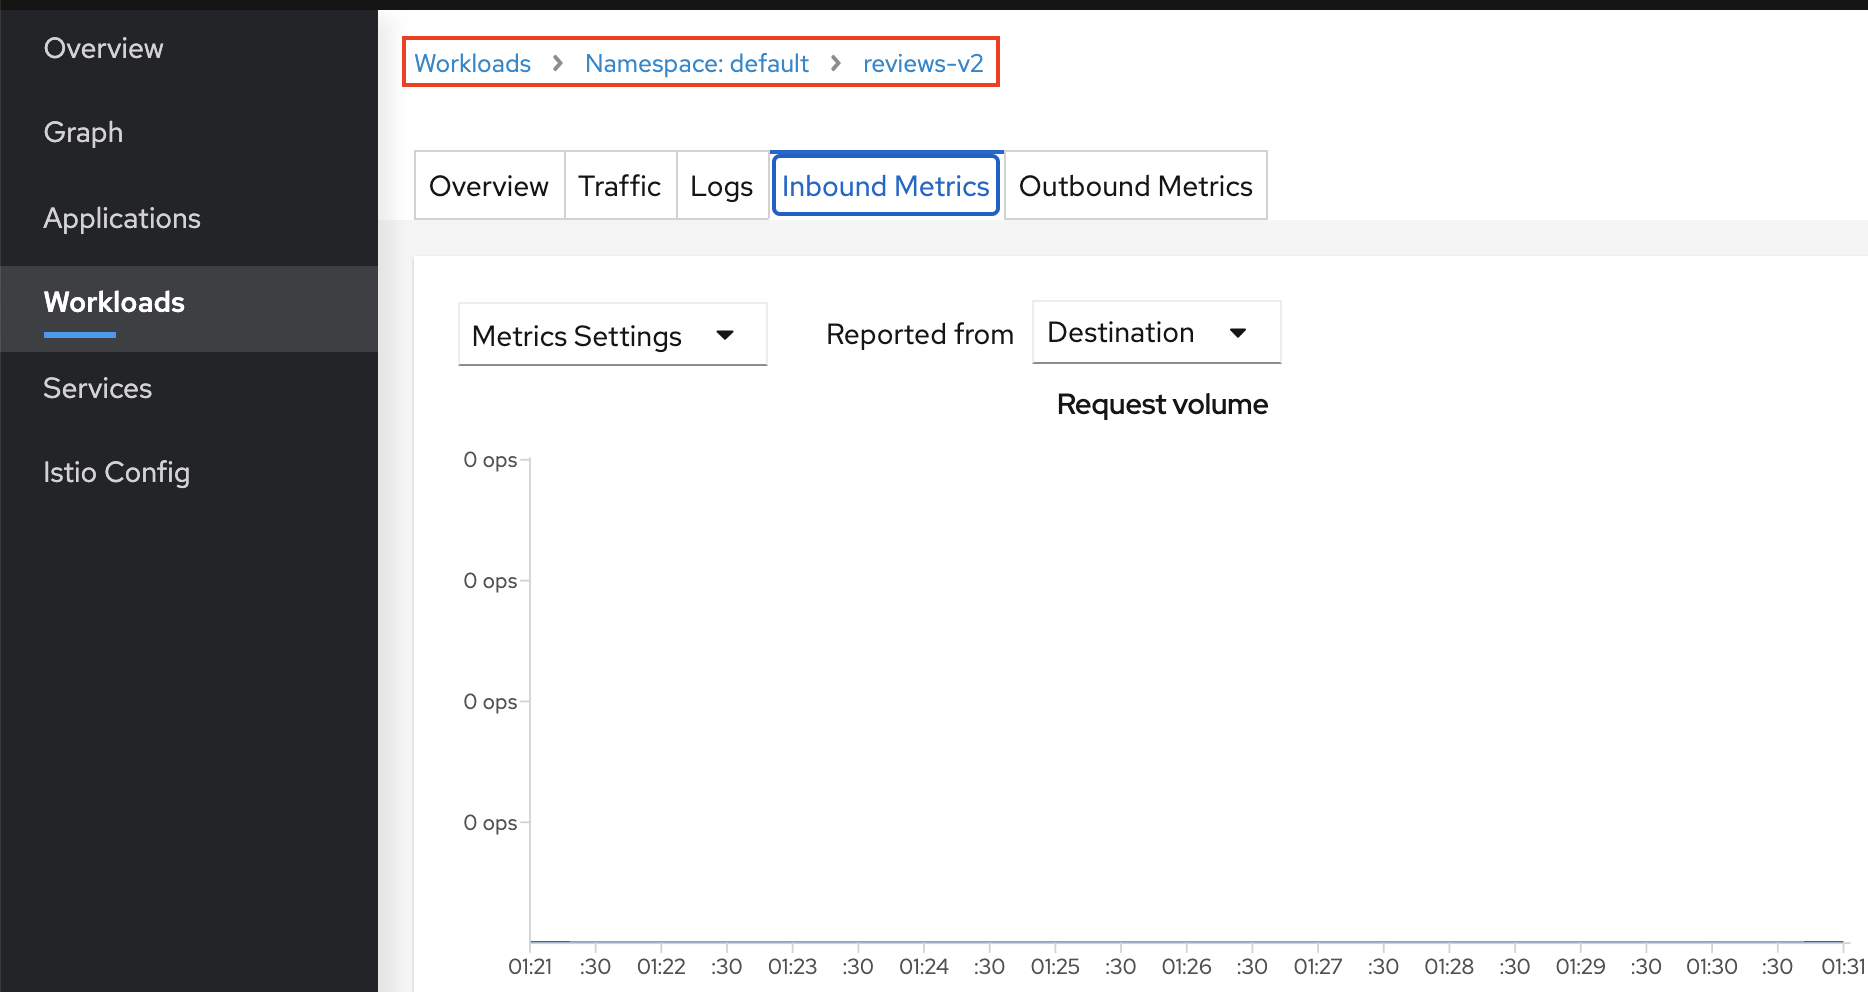 Overview
Graph
Applications
Workloads
Services
Istio Config
Workloads > Namespace: default > reviews-v2
Overview Traffic Logs Inbound Metrics Outbound Metrics
Metrics Settings Reported from Destination
Request volume
0 ops
0 ops
0 ops
0 ops
01:21 :30 01:22 :30 01:23 :30 01:24 :30 01:25 :30 01:26 :30 01:27 :30 01:28 :30 01:29 :30 01:30 :30 01:31